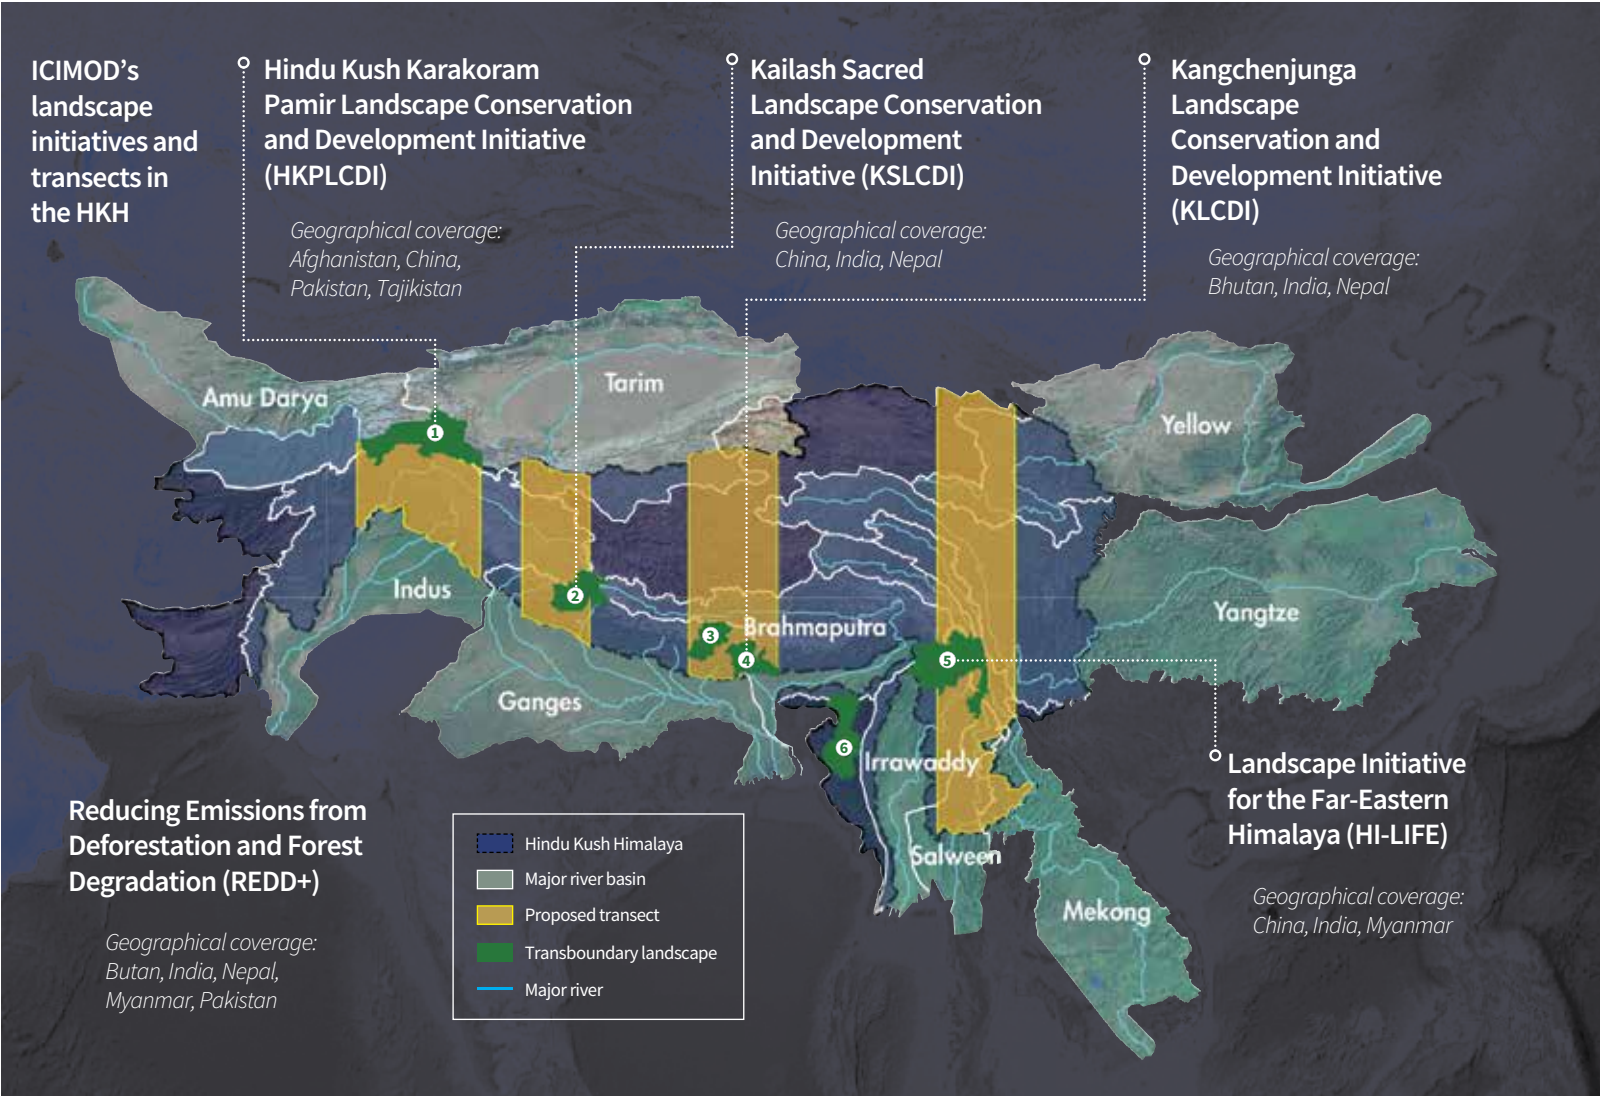 ICIMOD’s
landscape
initiatives and
transects in
the HKH
Hindu Kush Karakoram
Pamir Landscape Conservation
and Development Initiative
(HKPLCDI)
Geographical coverage:
Afghanistan, China,
Pakistan, Tajikistan
Kailash Sacred
Landscape Conservation
and Development
Initiative (KSLCDI)
Geographical coverage:
China, India, Nepal
Kangchenjunga
Landscape
Conservation and
Development Initiative
(KLCDI)
Geographical coverage:
Bhutan, India, Nepal
Amu Darya
Tarim
Yellow
1
Indus
2
3
Brahmaputra
4
5
Yangtze
Ganges
6
Irrawaddy
Salween
Mekong
Landscape Initiative
for the Far-Eastern
Himalaya (HI-LIFE)
Geographical coverage:
China, India, Myanmar
Reducing Emissions from
Deforestation and Forest
Degradation (REDD+)
Geographical coverage:
Butan, India, Nepal,
Myanmar, Pakistan
Hindu Kush Himalaya
Major river basin
Proposed transect
Transboundary landscape
Major river